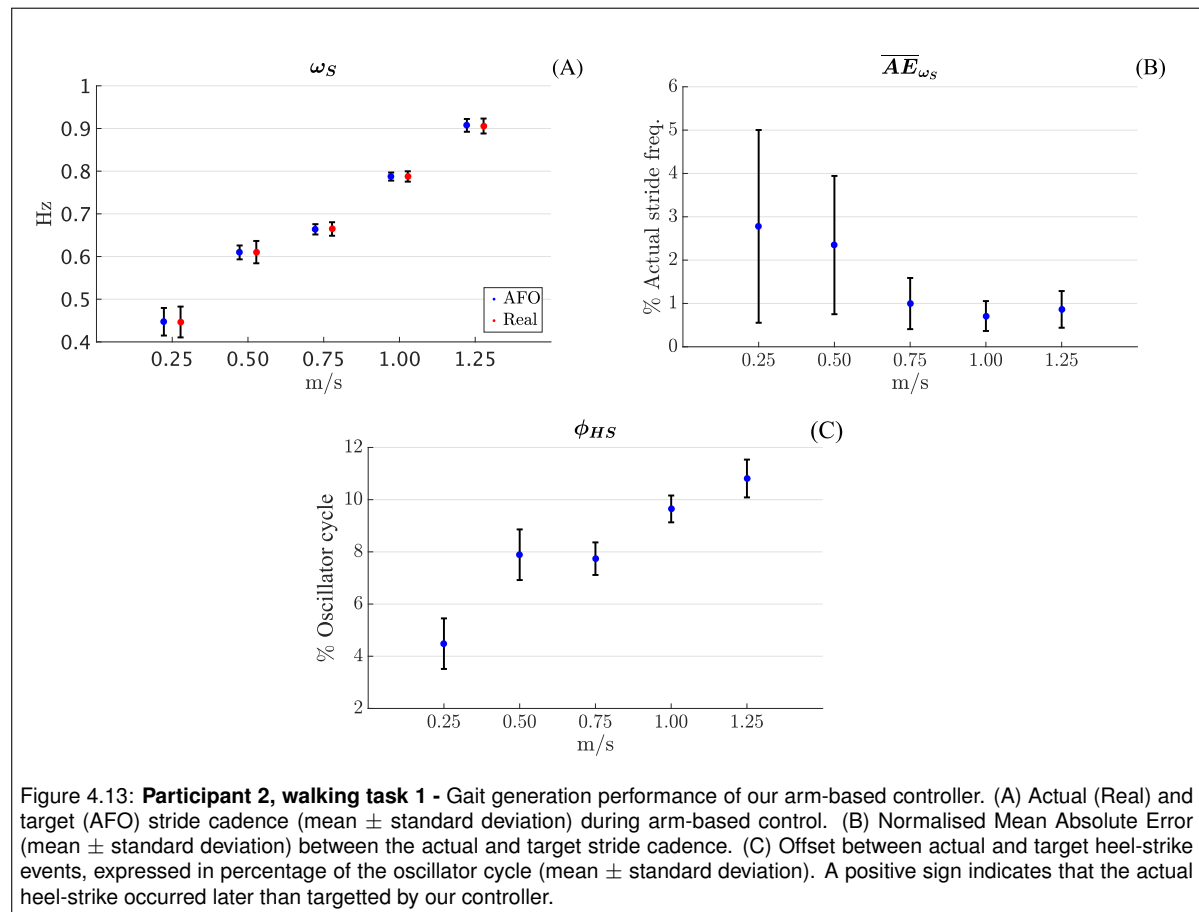 ωS
(A)
1
0.9
0.8
0.7
0.6
0.5
0.4
Hz
AFO
Real
0.25 0.50 0.75 1.00 1.25
m/s
AEωS
(B)
6
5
4
3
2
1
0
% Actual stride freq.
0.25 0.50 0.75 1.00 1.25
m/s
ϕHS
(C)
12
10
8
6
4
2
% Oscillator cycle
0.25 0.50 0.75 1.00 1.25
m/s
Figure 4.13: Participant 2, walking task 1 - Gait generation performance of our arm-based controller. (A) Actual (Real) and
target (AFO) stride cadence (mean ± standard deviation) during arm-based control. (B) Normalised Mean Absolute Error
(mean ± standard deviation) between the actual and target stride cadence. (C) Offset between actual and target heel-strike
events, expressed in percentage of the oscillator cycle (mean ± standard deviation). A positive sign indicates that the actual
heel-strike occurred later than targetted by our controller.